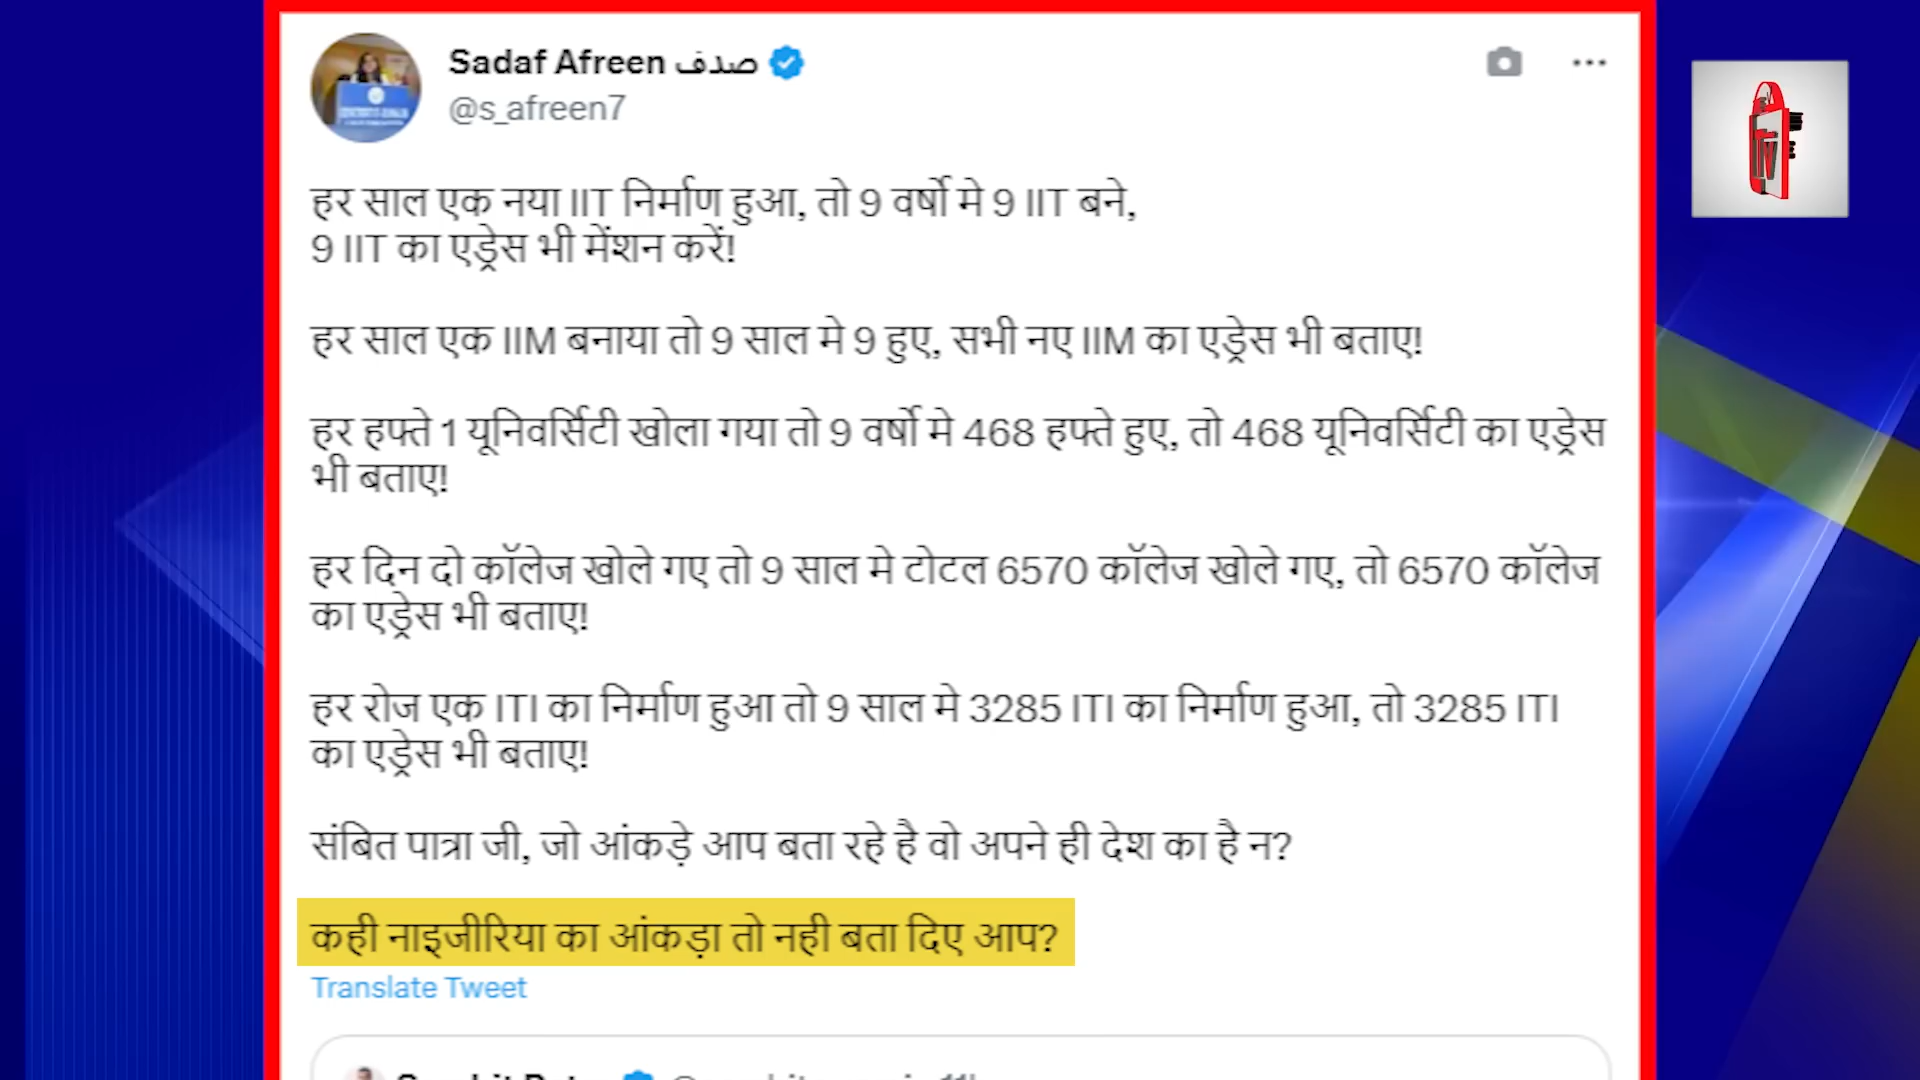 Sadaf Afreen صدف
@s_afreen7
हर साल एक नया IIT निर्माण हुआ, तो 9 वर्षो मे 9 IIT बने,
9 IIT का एड्रेस भी मेंशन करें!
हर साल एक IIM बनाया तो 9 साल मे 9 हुए, सभी नए IIM का एड्रेस भी बताए!
हर हफ्ते 1 यूनिवर्सिटी खोला गया तो 9 वर्षो मे 468 हफ्ते हुए, तो 468 यूनिवर्सिटी का एड्रेस
भी बताए!
हर दिन दो कॉलेज खोले गए तो 9 साल मे टोटल 6570 कॉलेज खोले गए, तो 6570 कॉलेज
का एड्रेस भी बताए!
हर रोज एक ITI का निर्माण हुआ तो 9 साल मे 3285 ITI का निर्माण हुआ, तो 3285 ITI
का एड्रेस भी बताए!
संबित पात्रा जी, जो आंकड़े आप बता रहे है वो अपने ही देश का है न?
कही नाइजीरिया का आंकड़ा तो नही बता दिए आप?
Translate Tweet